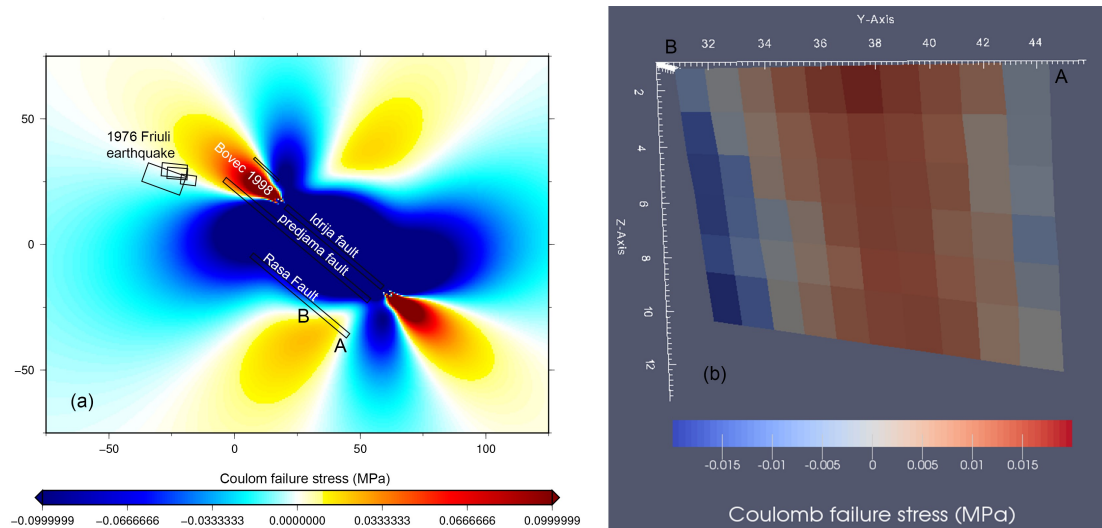 1976 Friuli
earthquake
Bovec 1998
Idrija fault
predjama fault
Rasa Fault
B
A
(a)
50
0
−50
−50
0
50
100
Coulom failure stress (MPa)
−0.0999999 −0.0666666 −0.0333333 0.0000000 0.0333333 0.0666666 0.0999999
Y-Axis
B 32 34 36 38 40 42 44
A
2
4
6
8
10
12
Z-Axis
(b)
-0.015 -0.01 -0.005 0 0.005 0.01 0.015
Coulomb failure stress (MPa)